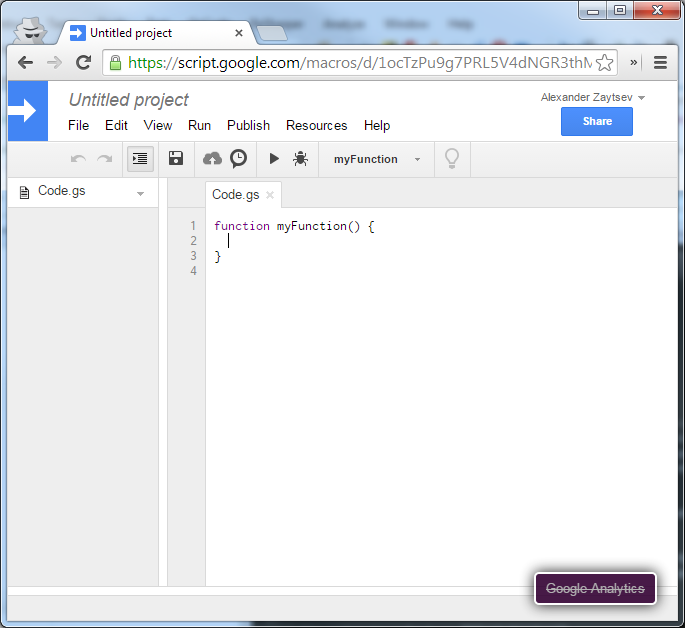 Untitled project
https://script.google.com/macros/d/1ocTzPu9g7PRL5V4dNGR3thM
Untitled project
Alexander Zaytsev
File Edit View Run Publish Resources Help
Share
myFunction
Code.gs
Code.gs
1 function myFunction() {
2
3 }
4
Google Analytics